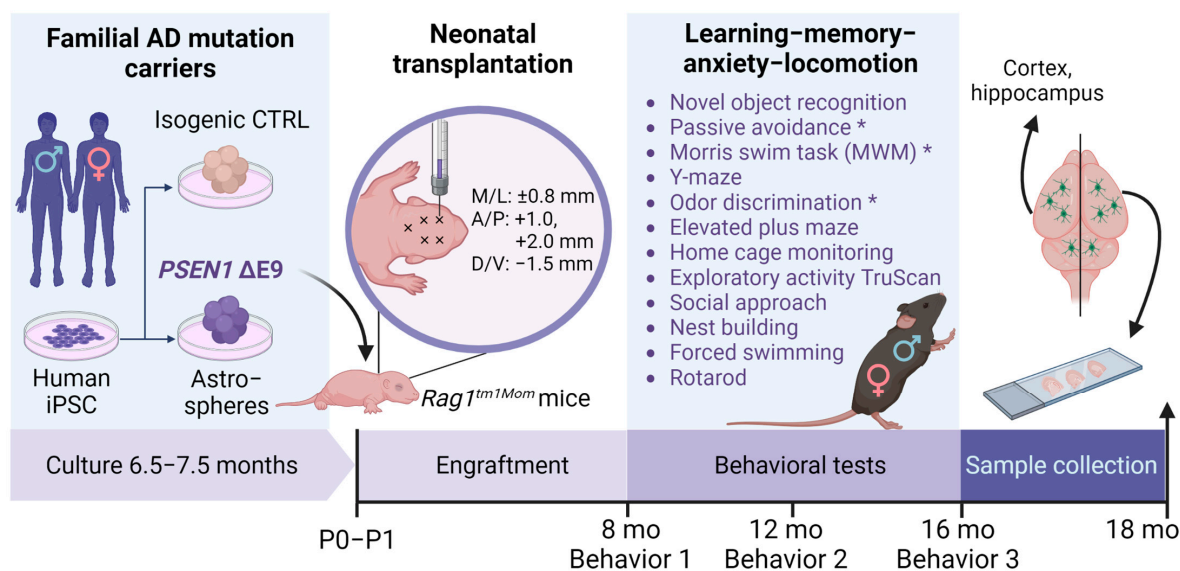 Familial AD mutation
carriers
Isogenic CTRL
PSEN1 ΔE9
Human
iPSC
Astro−
spheres
Neonatal
transplantation
M/L: ±0.8 mm
A/P: +1.0,
+2.0 mm
D/V: −1.5 mm
Rag1tm1Mom mice
Learning−memory−
anxiety−locomotion
• Novel object recognition
• Passive avoidance *
• Morris swim task (MWM) *
• Y-maze
• Odor discrimination *
• Elevated plus maze
• Home cage monitoring
• Exploratory activity TruScan
• Social approach
• Nest building
• Forced swimming
• Rotarod
Cortex,
hippocampus
Culture 6.5−7.5 months
Engraftment
Behavioral tests
Sample collection
P0−P1
8 mo
Behavior 1
12 mo
Behavior 2
16 mo
Behavior 3
18 mo